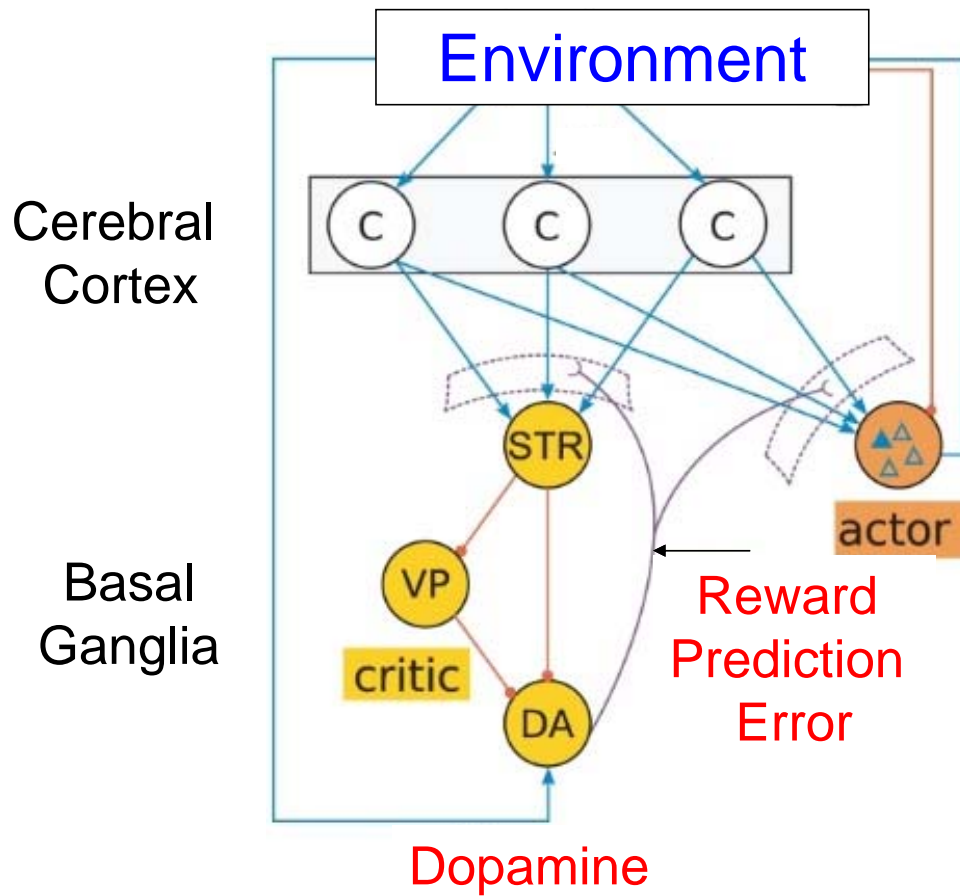 Environment
Cerebral
Cortex
C
C
C
STR
actor
Basal
Ganglia
VP
critic
Reward
Prediction
Error
DA
Dopamine